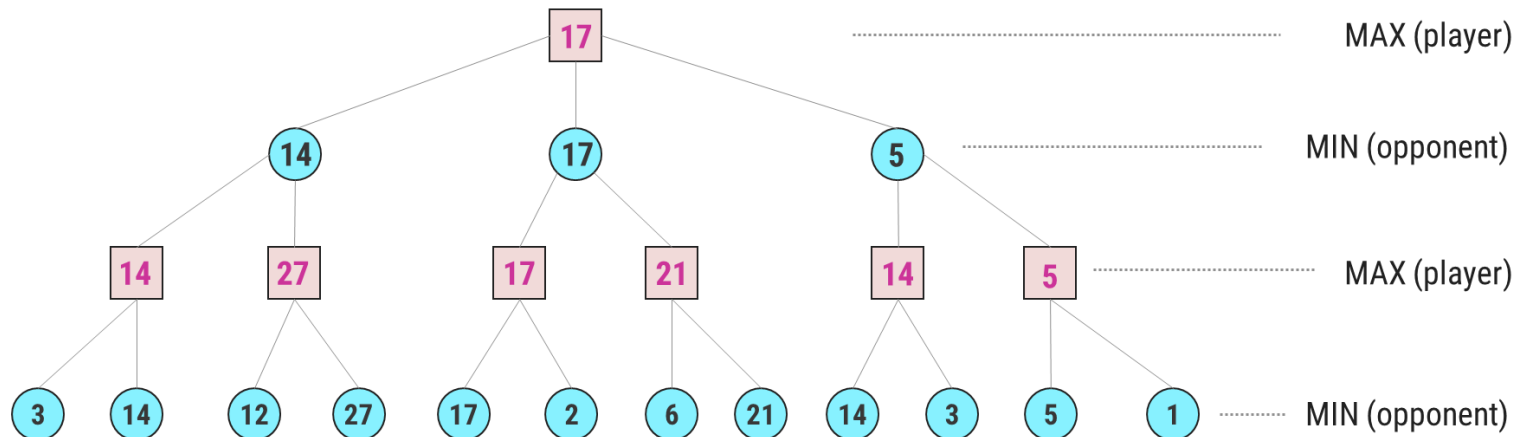 17 MAX (player)
14 17 5 MIN (opponent)
14 27 17 21 14 5 MAX (player)
3 14 12 27 17 2 6 21 14 3 5 1 MIN (opponent)